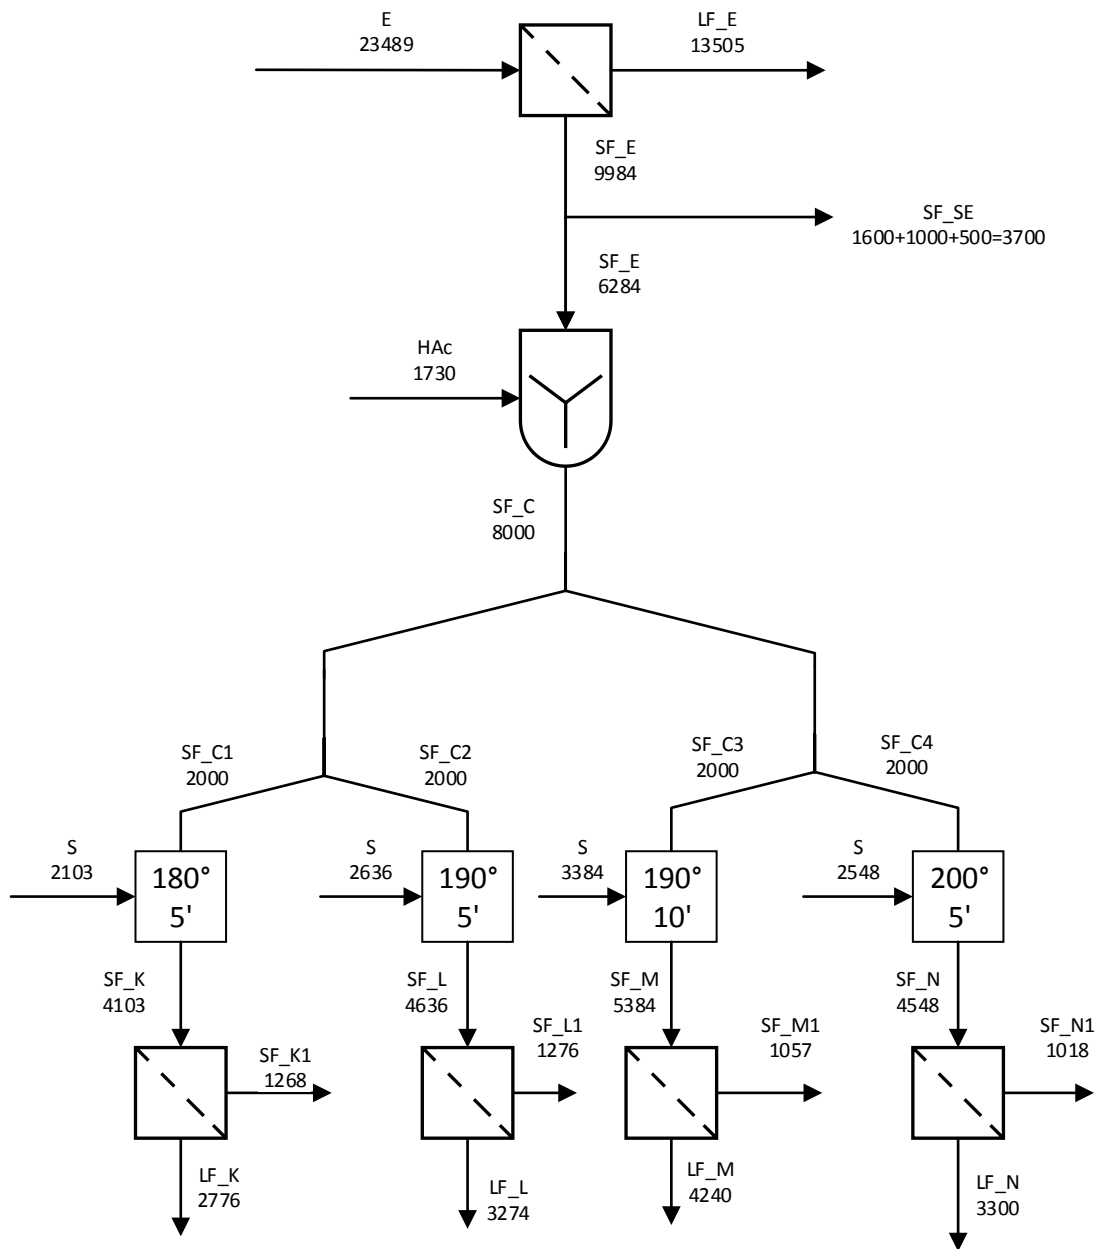 E
23489
LF_E
13505
SF_E
9984
SF_SE
1600+1000+500=3700
SF_E
6284
HAc
1730
SF_C
8000
SF_C1
2000
SF_C2
2000
SF_C3
2000
SF_C4
2000
S
2103
180°
5'
S
2636
190°
5'
S
3384
190°
10'
S
2548
200°
5'
SF_K
4103
SF_L
4636
SF_M
5384
SF_N
4548
SF_K1
1268
SF_L1
1276
SF_M1
1057
SF_N1
1018
LF_K
2776
LF_L
3274
LF_M
4240
LF_N
3300